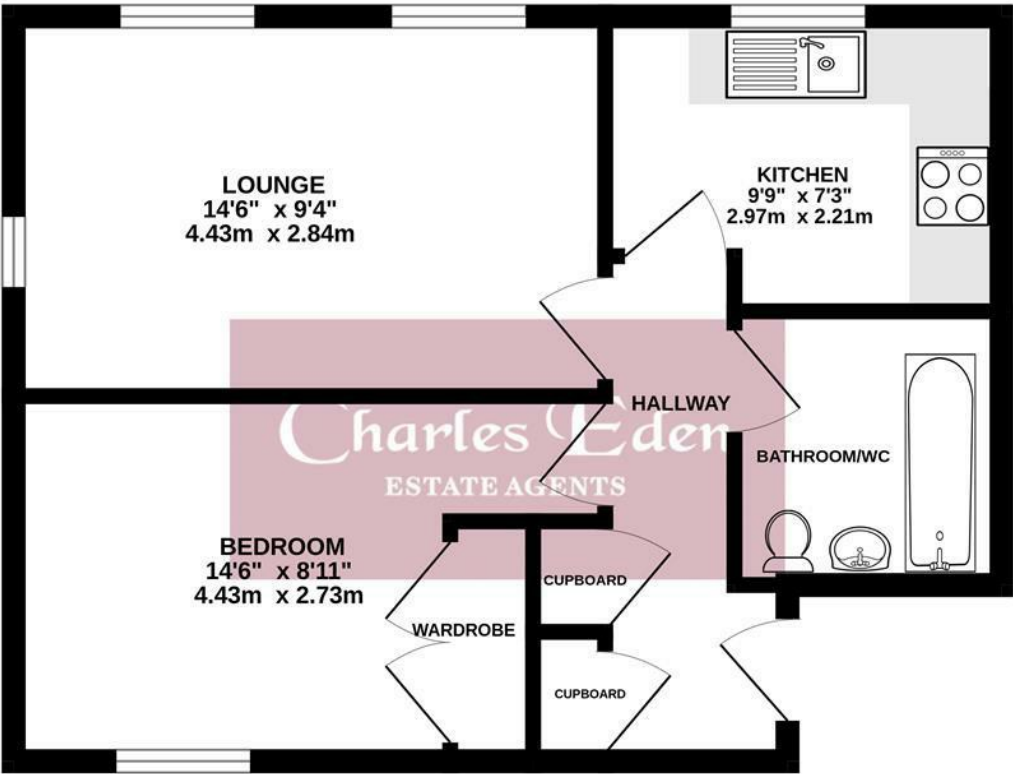 LOUNGE
14'6" x 9'4"
4.43m x 2.84m
KITCHEN
9'9" x 7'3"
2.97m x 2.21m
HALLWAY
Charles Eden
ESTATE AGENTS
BATHROOM/WC
BEDROOM
14'6" x 8'11"
4.43m x 2.73m
CUPBOARD
WARDROBE
CUPBOARD